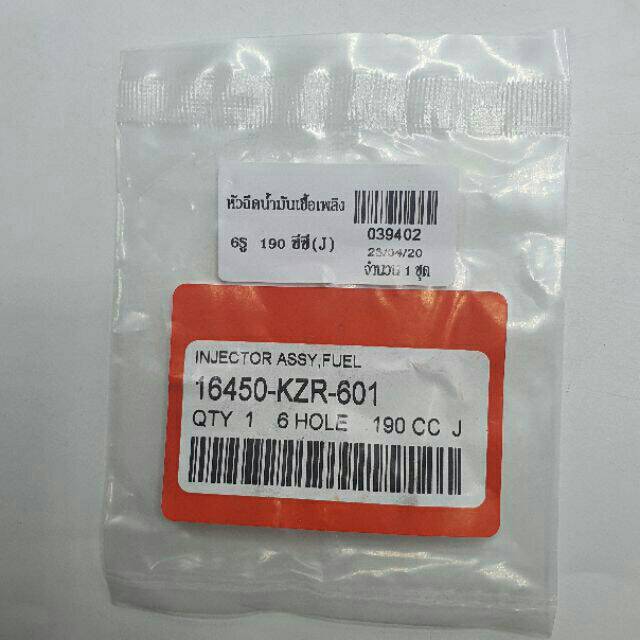 หัวฉีดน้ำมันเชื้อเพลิง
6รู 190 ซีซี(J)
039402
25/04/20
จำนวน 1 ชุด
INJECTOR ASSY,FUEL
16450-KZR-601
QTY 1 6 HOLE 190 CC J